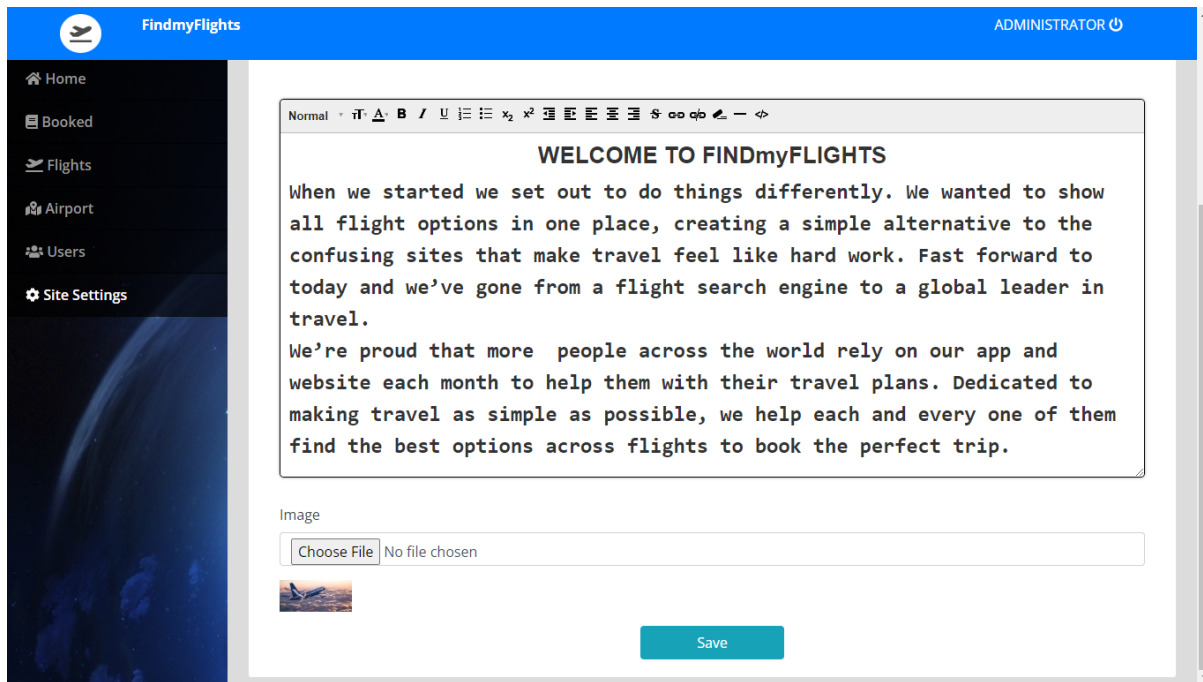 FindmyFlights
ADMINISTRATOR
Home
Booked
Flights
Airport
Users
Site Settings
Normal
WELCOME TO FINDmyFLIGHTS
When we started we set out to do things differently. We wanted to show
all flight options in one place, creating a simple alternative to the
confusing sites that make travel feel like hard work. Fast forward to
today and we’ve gone from a flight search engine to a global leader in
travel.
We’re proud that more  people across the world rely on our app and
website each month to help them with their travel plans. Dedicated to
making travel as simple as possible, we help each and every one of them
find the best options across flights to book the perfect trip.
Image
Choose File No file chosen
Save